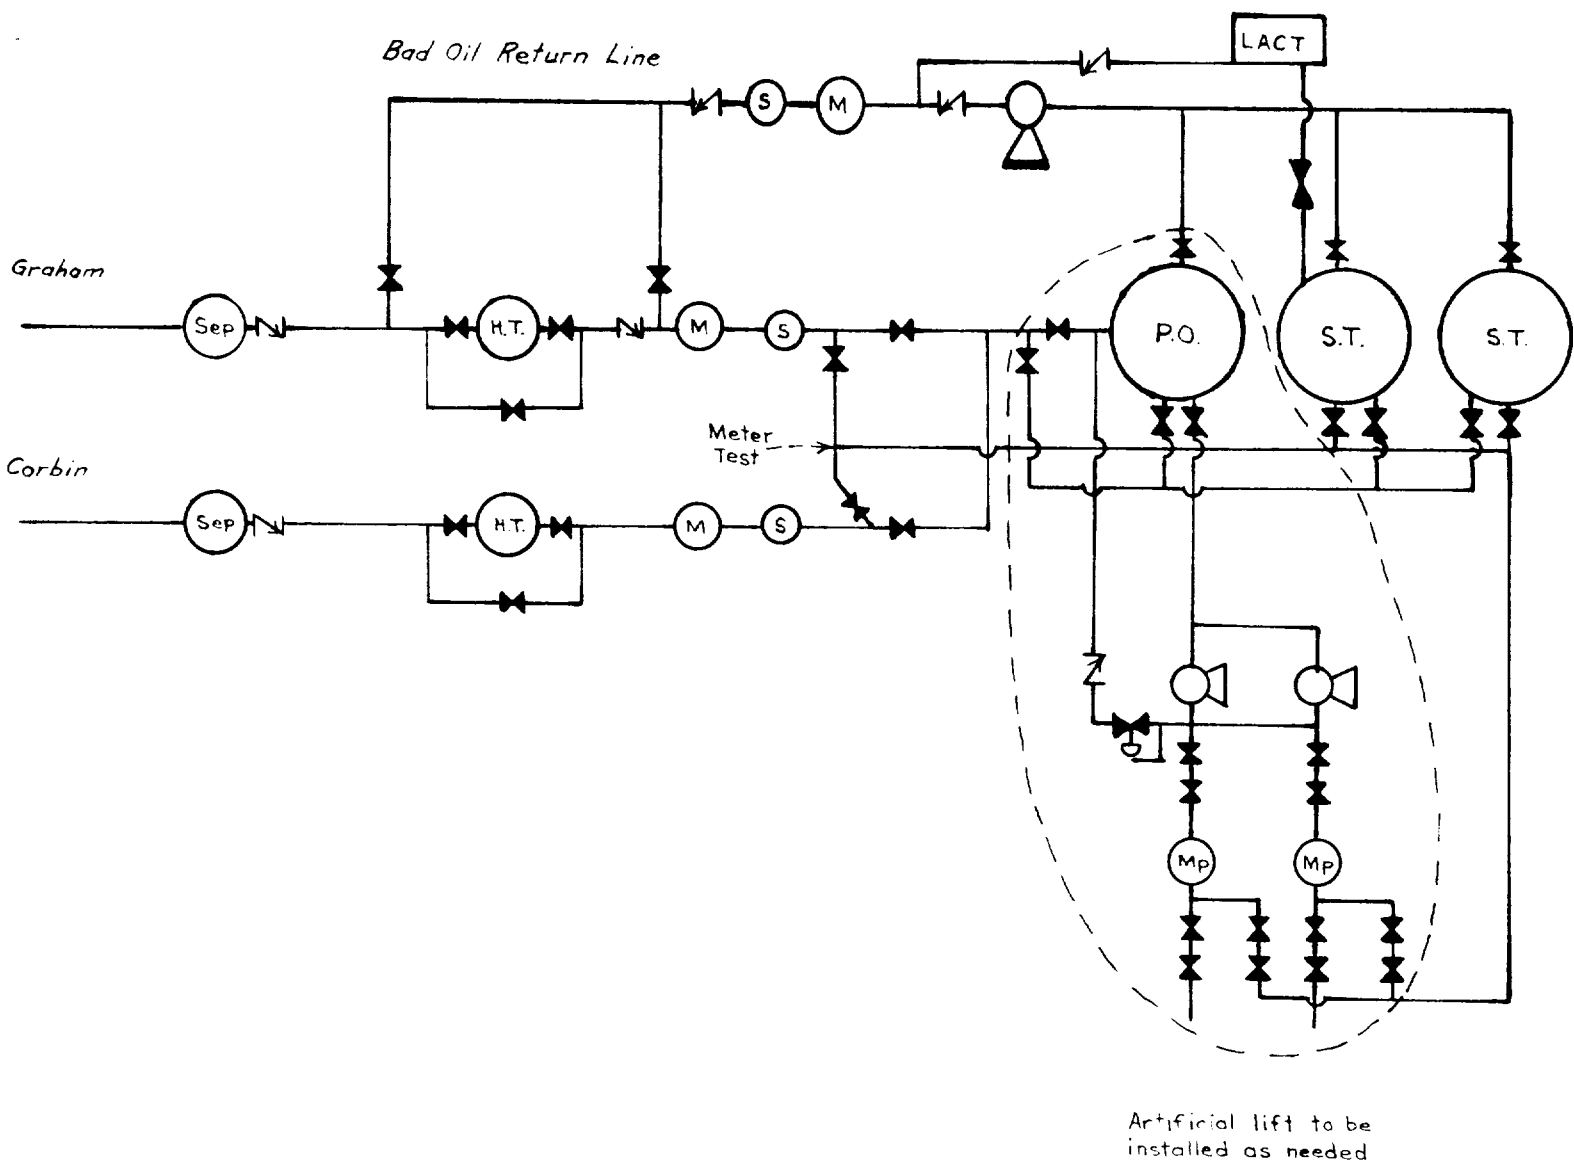 Bad Oil Return Line
LACT
S
M
Graham
Sep
H.T.
M
S
P.O.
S.T.
S.T.
Meter
Test
Corbin
Sep
H.T.
M
S
Mp
Mp
Artificial lift to be
installed as needed